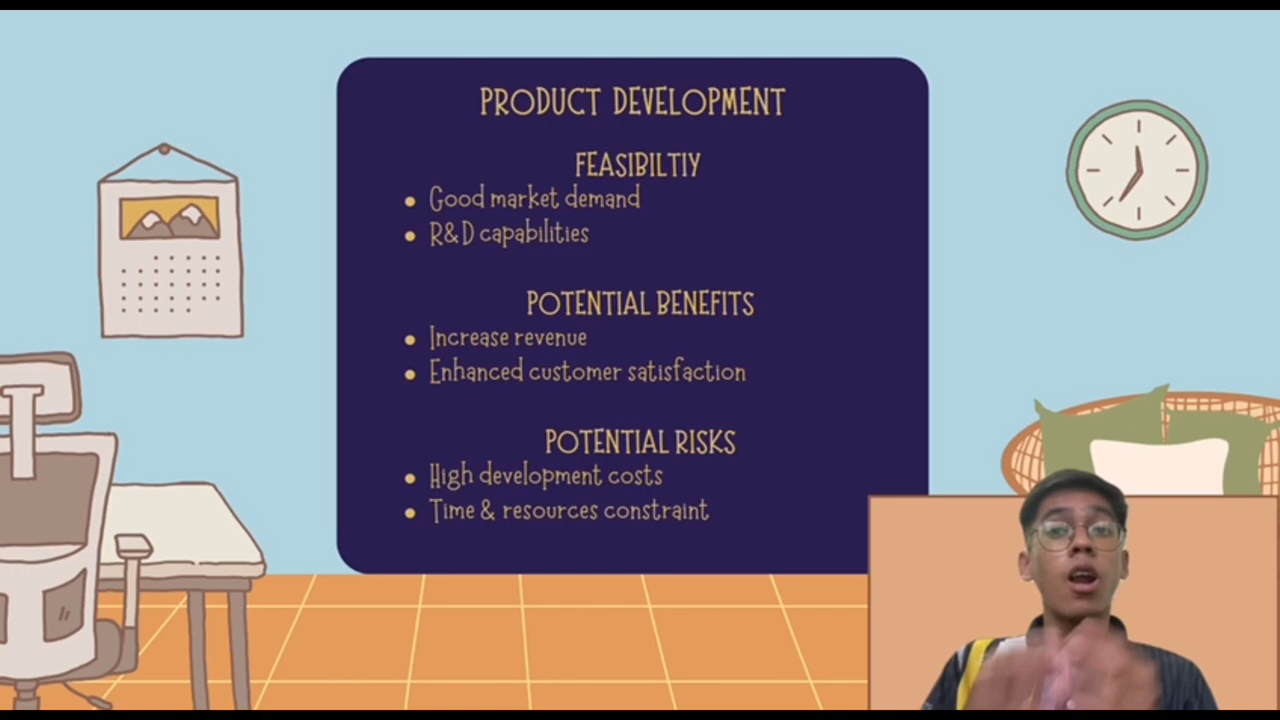 PRODUCT DEVELOPMENT
FEASIBILTIY
Good market demand
R&D capabilities
POTENTIAL BENEFITS
Increase revenue
Enhanced customer satisfaction
POTENTIAL RISKS
High development costs
Time & resources constraint